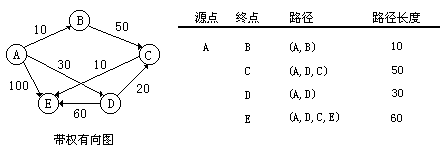 源点 终点 路径 路径长度
A B (A,B) 10
C (A,D,C) 50
D (A,D) 30
E (A,D,C,E) 60
B
10 50
A 30 10 C
100 20
E 60 D
带权有向图